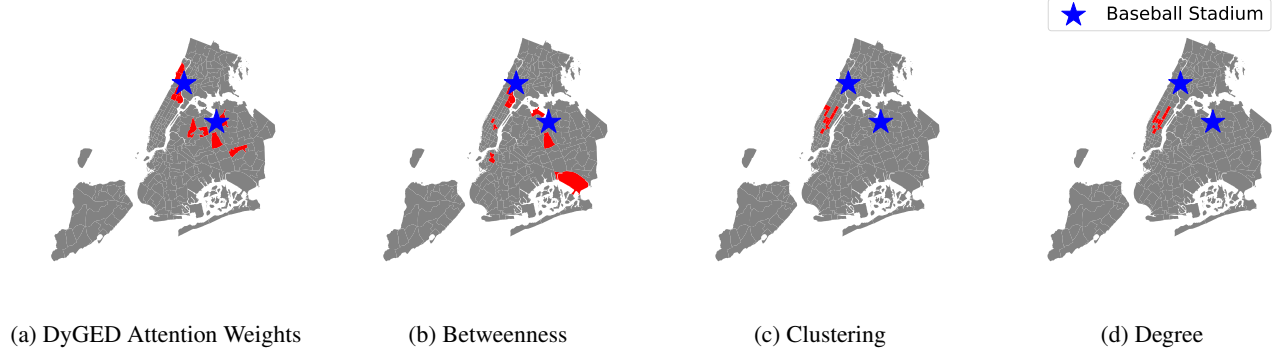 Baseball Stadium
(a) DyGED Attention Weights
(b) Betweenness
(c) Clustering
(d) Degree